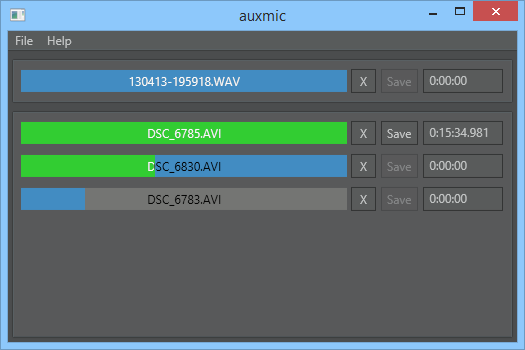 auxmic
File Help
130413-195918.WAV X Save 0:00:00
DSC_6785.AVI X Save 0:15:34.981
DSC_6830.AVI X Save 0:00:00
DSC_6783.AVI X Save 0:00:00